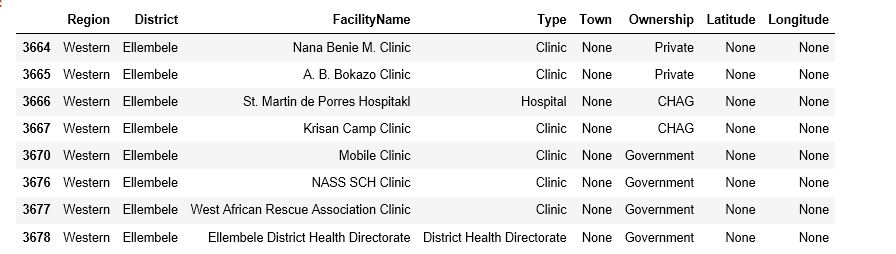 Region District FacilityName Type Town Ownership Latitude Longitude
3664 Western Ellembele Nana Benie M. Clinic Clinic None Private None None
3665 Western Ellembele A. B. Bokazo Clinic Clinic None Private None None
3666 Western Ellembele St. Martin de Porres Hospitakl Hospital None CHAG None None
3667 Western Ellembele Krisan Camp Clinic Clinic None CHAG None None
3670 Western Ellembele Mobile Clinic Clinic None Government None None
3676 Western Ellembele NASS SCH Clinic Clinic None Government None None
3677 Western Ellembele West African Rescue Association Clinic Clinic None Government None None
3678 Western Ellembele Ellembele District Health Directorate District Health Directorate None Government None None